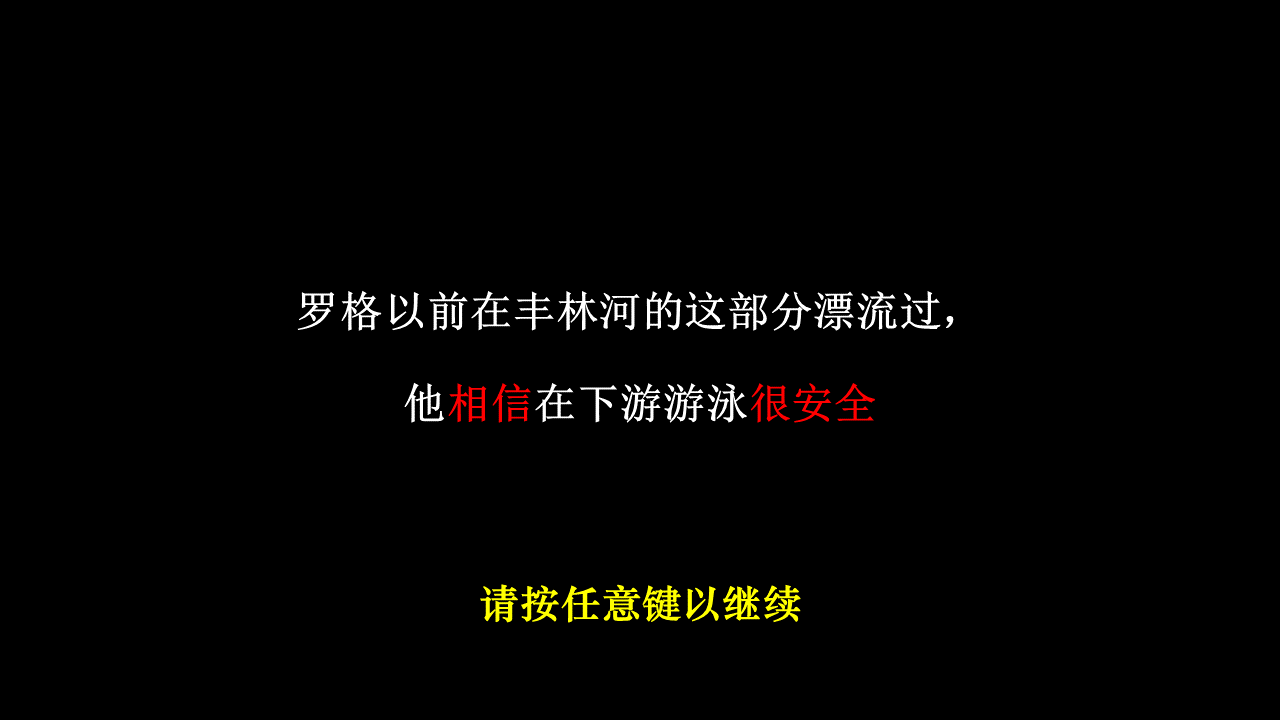 罗格以前在丰林河的这部分漂流过，
他相信在下游游泳很安全
请按任意键以继续